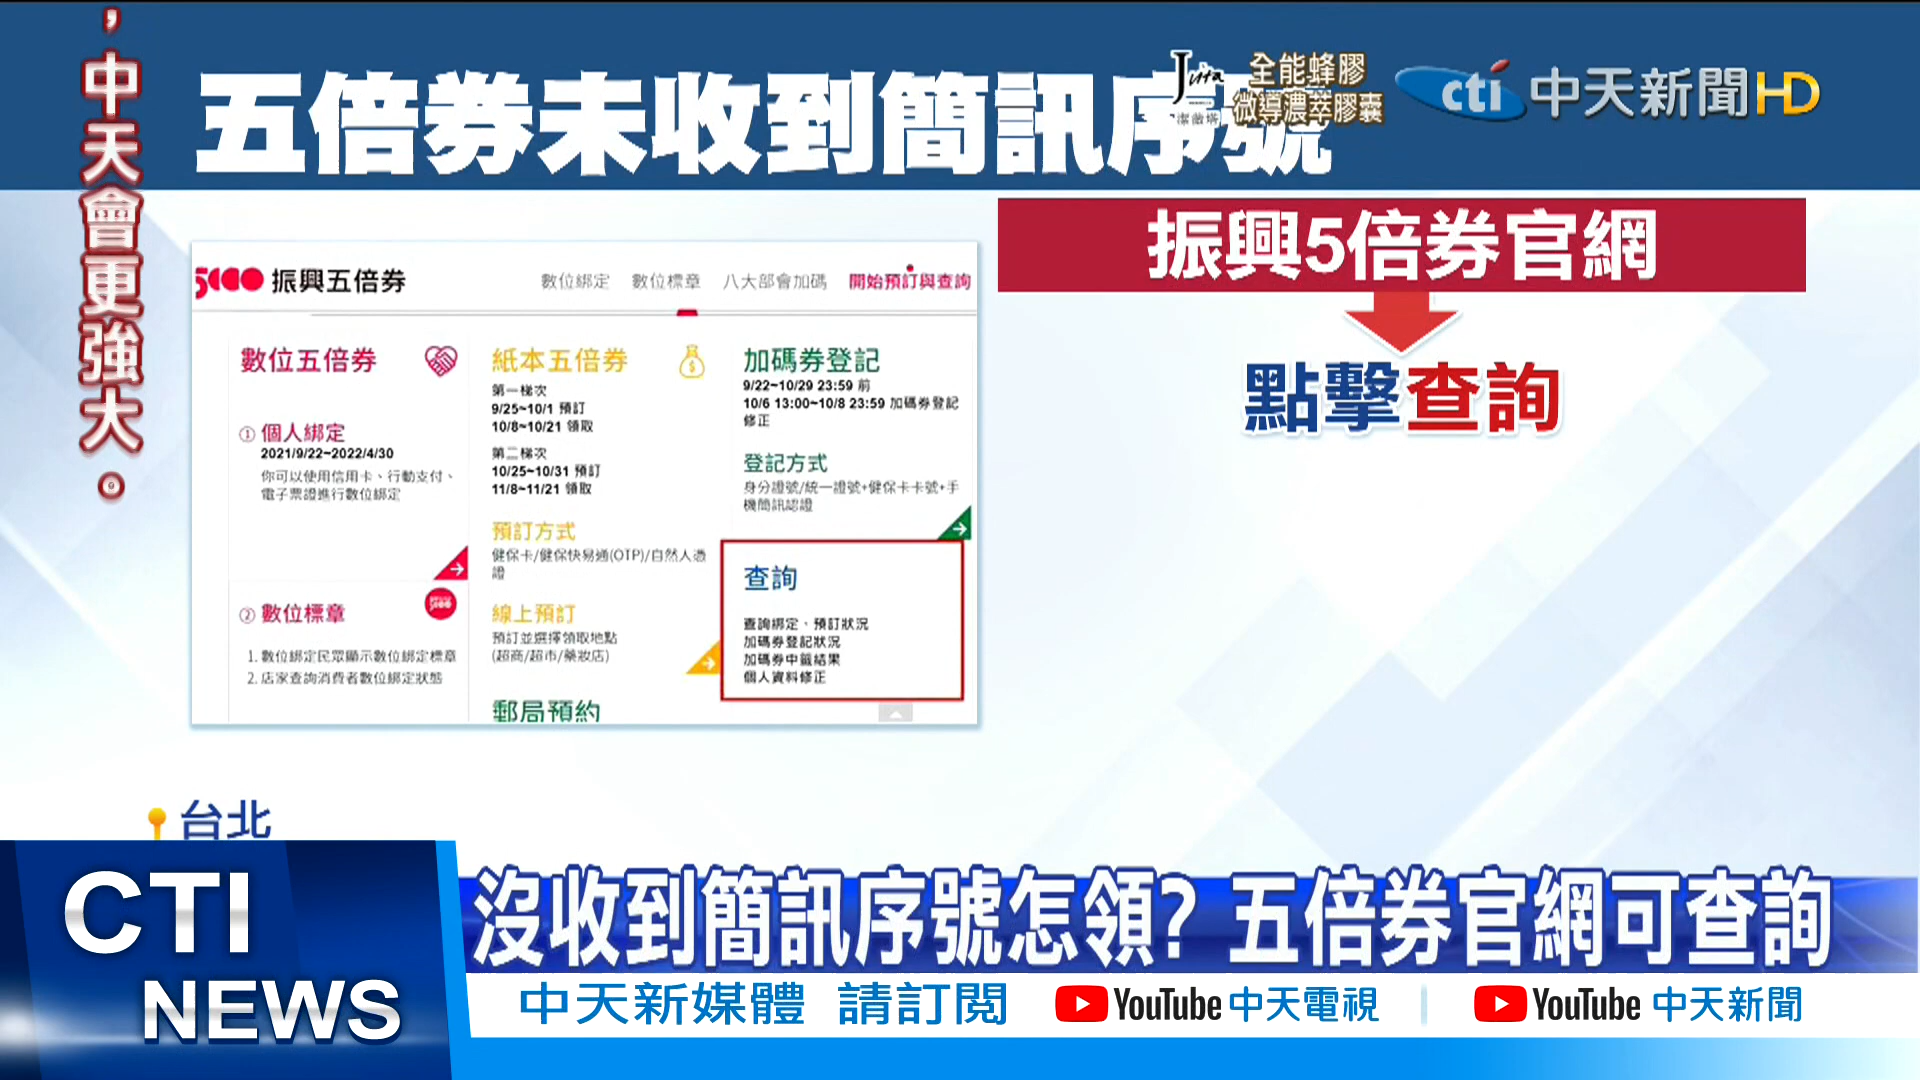 ，中天會更強大。
五倍券未收到簡訊序號
Juta
潔薇塔
全能蜂膠
微導濃萃膠囊
cti 中天新聞HD
振興5倍券官網
點擊查詢
振興五倍券
數位綁定 數位標章 八大部會加碼 開始預訂與查詢
數位五倍券
① 個人綁定
2021/9/22~2022/4/30
你可以使用信用卡、行動支付、
電子票證進行數位綁定
② 數位標章
1. 數位綁定民眾顯示數位綁定標章
2. 店家查詢消費者數位綁定狀態
紙本五倍券
第一梯次
9/25~10/1 預訂
10/8~10/21 領取
第二梯次
10/25~10/31 預訂
11/8~11/21 領取
預訂方式
健保卡/健保快易通(OTP)/自然人憑
證
線上預訂
預訂並選擇領取地點
(超商/超市/藥妝店)
郵局預約
加碼券登記
9/22~10/29 23:59 前
10/6 13:00~10/8 23:59 加碼券登記
修正
登記方式
身分證號/統一證號+健保卡卡號+手
機簡訊認證
查詢
查詢綁定、預訂狀況
加碼券登記狀況
加碼券中籤結果
個人資料修正
台北
CTI
NEWS
沒收到簡訊序號怎領? 五倍券官網可查詢
中天新媒體 請訂閱 YouTube 中天電視 YouTube 中天新聞